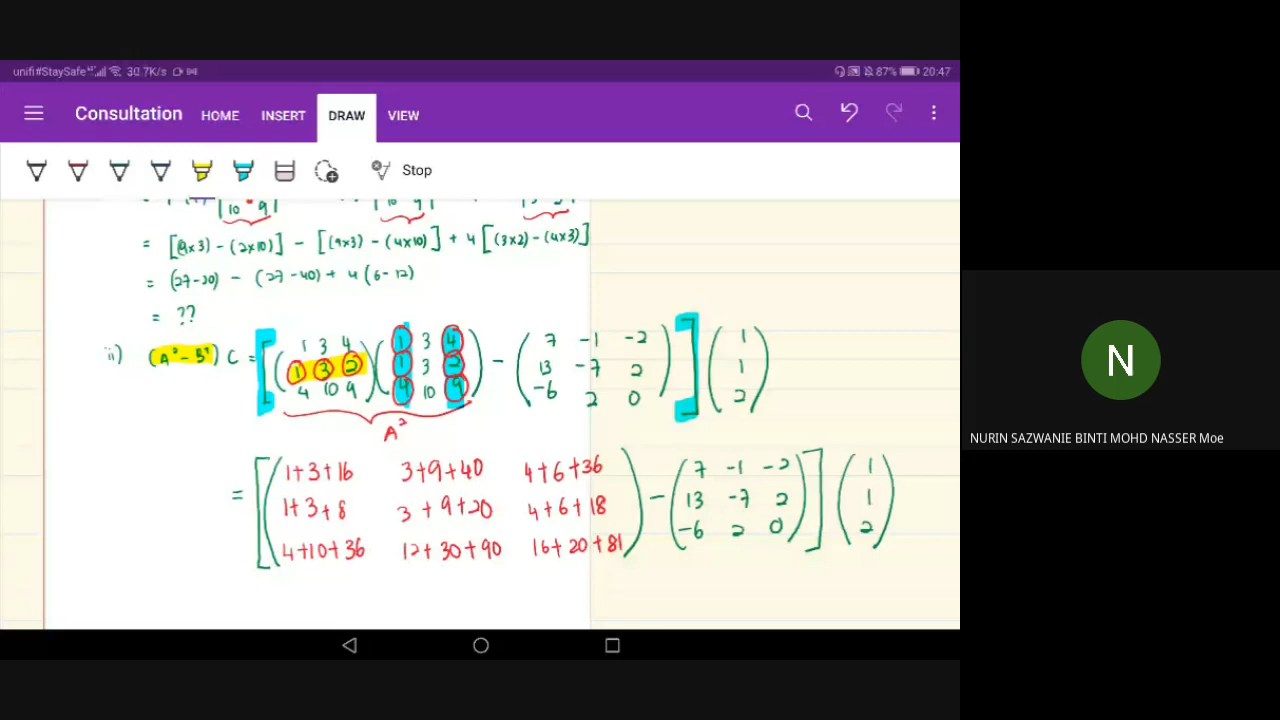 unifi#StaySafe 30.7K/s 87% 20:47
Consultation HOME INSERT DRAW VIEW
Stop
10 9
= [(9x3) - (2x10)] - [(9x3) - (4x10)] + 4 [(3x2) - (4x3)]
= (27-20) - (27-40) + 4 (6-12)
= ??
ii) (A² - Bᵀ) C = [ ( 1 3 4 ) ( 1 3 4 ) - ( 7 -1 -2 ) ] ( 1 )
1 3 2 1 3 2 13 -7 2 1
4 10 9 4 10 9 -6 2 0 2
A²
= [ ( 1+3+16 3+9+40 4+6+36 ) - ( 7 -1 -2 ) ] ( 1 )
1+3+8 3+9+20 4+6+18 13 -7 2 1
4+10+36 12+30+90 16+20+81 -6 2 0 2
N
NURIN SAZWANIE BINTI MOHD NASSER Moe